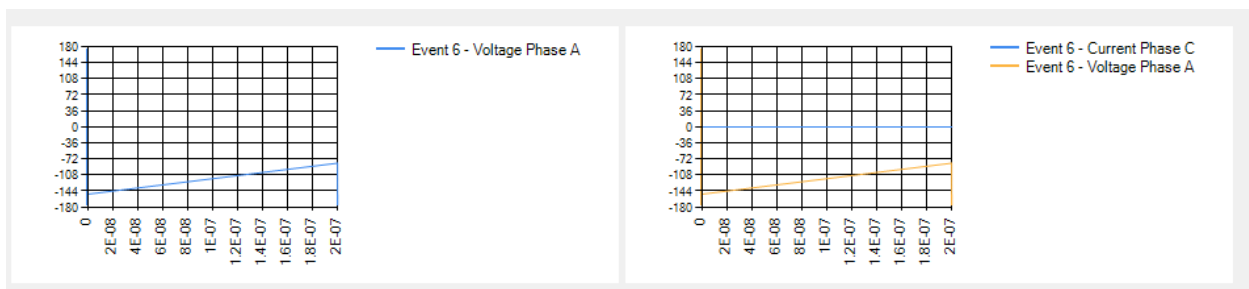 Event 6 - Voltage Phase A
180
144
108
72
36
0
-36
-72
-108
-144
-180
0
2E-08
4E-08
6E-08
8E-08
1E-07
1.2E-07
1.4E-07
1.6E-07
1.8E-07
2E-07
Event 6 - Current Phase C
Event 6 - Voltage Phase A
180
144
108
72
36
0
-36
-72
-108
-144
-180
0
2E-08
4E-08
6E-08
8E-08
1E-07
1.2E-07
1.4E-07
1.6E-07
1.8E-07
2E-07